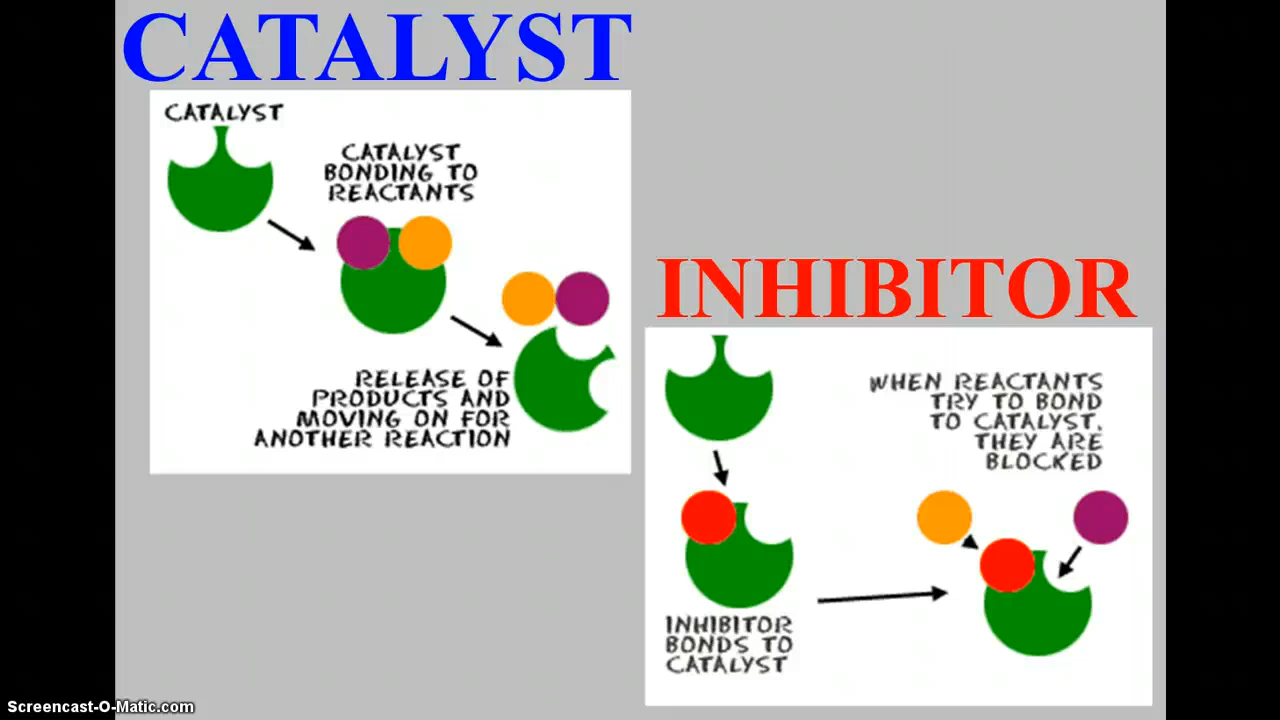 CATALYST
CATALYST
CATALYST
BONDING TO
REACTANTS
RELEASE OF
PRODUCTS AND
MOVING ON FOR
ANOTHER REACTION
INHIBITOR
WHEN REACTANTS
TRY TO BOND
TO CATALYST,
THEY ARE
BLOCKED
INHIBITOR
BONDS TO
CATALYST
Screencast-O-Matic.com